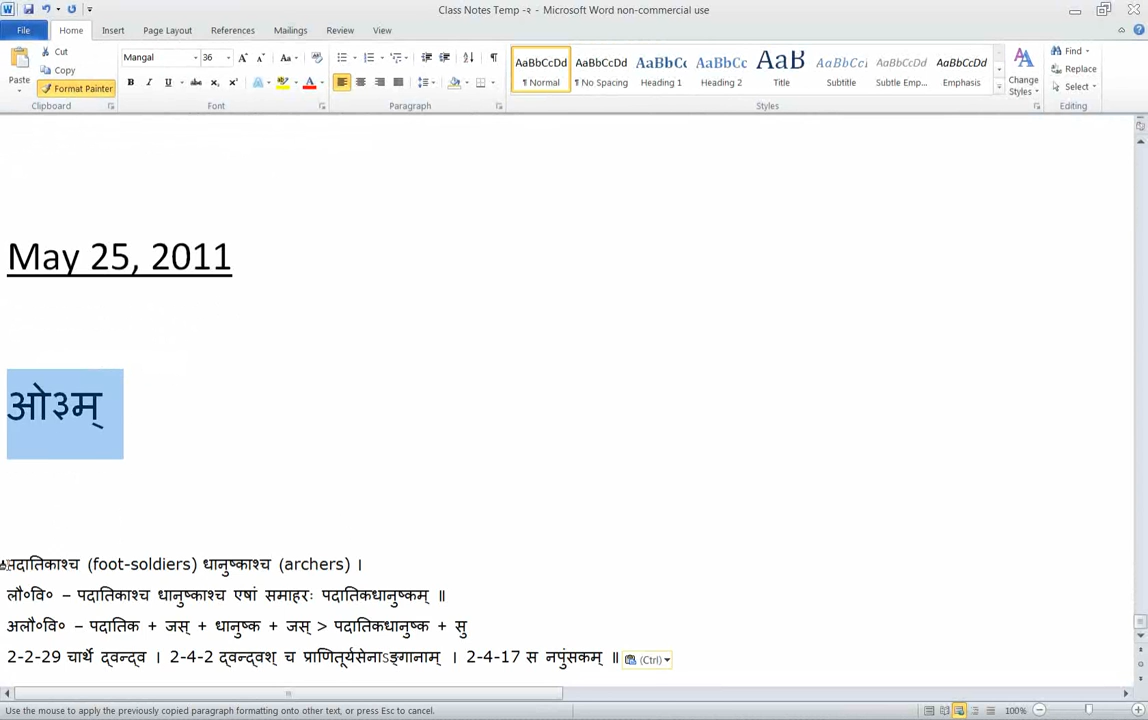 Class Notes Temp -२ - Microsoft Word non-commercial use
File Home Insert Page Layout References Mailings Review View
Paste Cut Copy Format Painter
Mangal 36 Aa
B I U abc x₂ x² A
AaBbCcDd AaBbCcDd AaBbCc AaBbCc AaB AaBbCcI AaBbCcDd AaBbCcDd
¶ Normal ¶ No Spacing Heading 1 Heading 2 Title Subtitle Subtle Emp... Emphasis
Change Styles
Find Replace Select
Clipboard Font Paragraph Styles Editing
May 25, 2011
ओ३म्
पदातिकाश्च (foot-soldiers) धानुष्काश्च (archers) ।
लौ०वि० – पदातिकाश्च धानुष्काश्च एषां समाहरः पदातिकधानुष्कम् ॥
अलौ०वि० – पदातिक + जस् + धानुष्क + जस् > पदातिकधानुष्क + सु
2-2-29 चार्थे द्वन्द्व । 2-4-2 द्वन्द्वश् च प्राणितूर्यसेनाऽङ्गानाम् । 2-4-17 स नपुंसकम् ॥ (Ctrl)
Use the mouse to apply the previously copied paragraph formatting onto other text, or press Esc to cancel. 100%